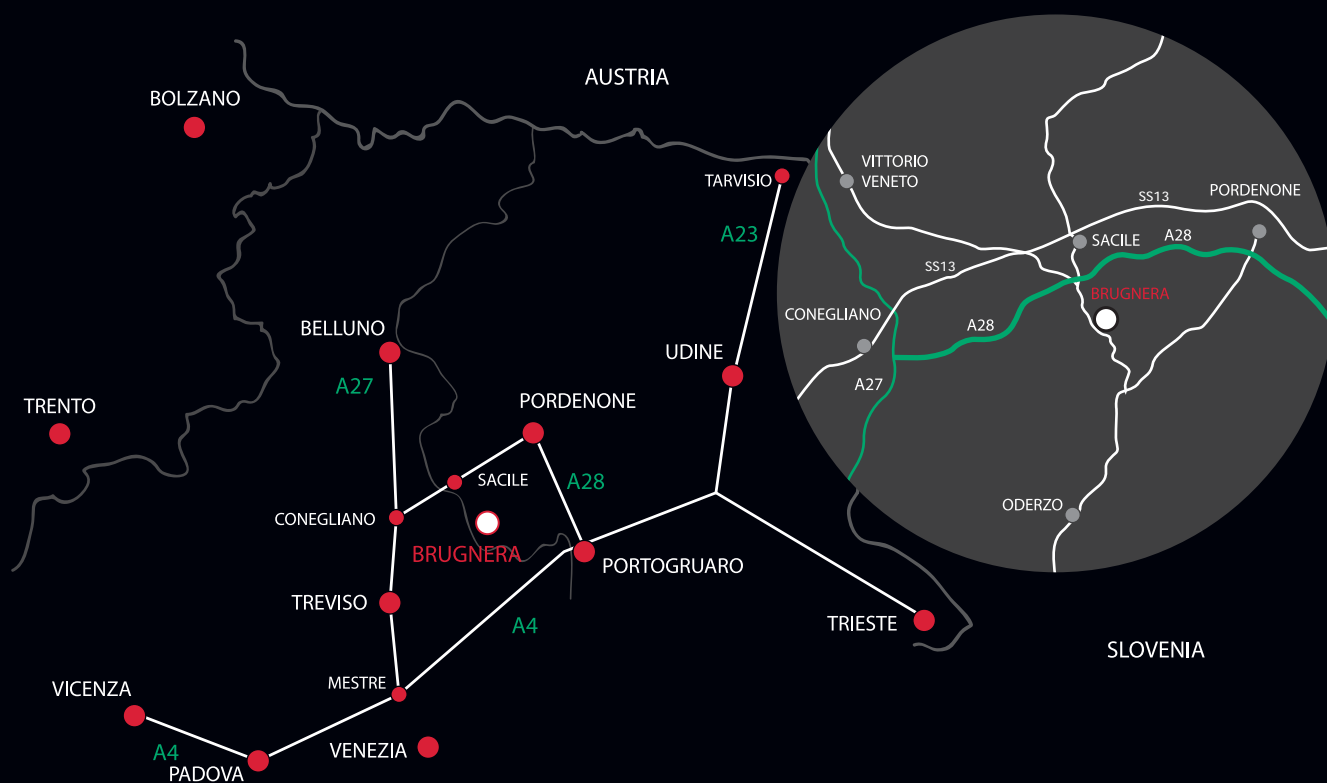 AUSTRIA
BOLZANO
TARVISIO
A23
BELLUNO
A27
UDINE
TRENTO
PORDENONE
SACILE
A28
CONEGLIANO
BRUGNERA
PORTOGRUARO
TREVISO
A4
TRIESTE
SLOVENIA
MESTRE
VICENZA
A4
VENEZIA
PADOVA
VITTORIO
VENETO
PORDENONE
SS13
SACILE
A28
SS13
BRUGNERA
CONEGLIANO
A28
A27
ODERZO